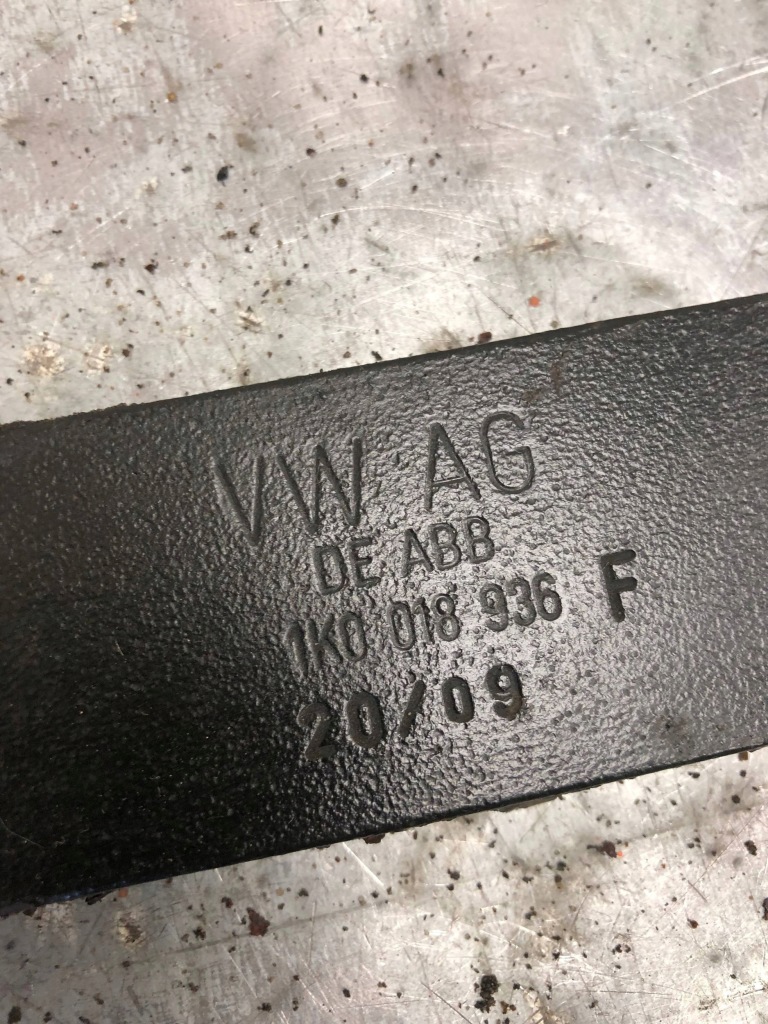 VW AG
DE ABB
1K0 018 936 F
20/09